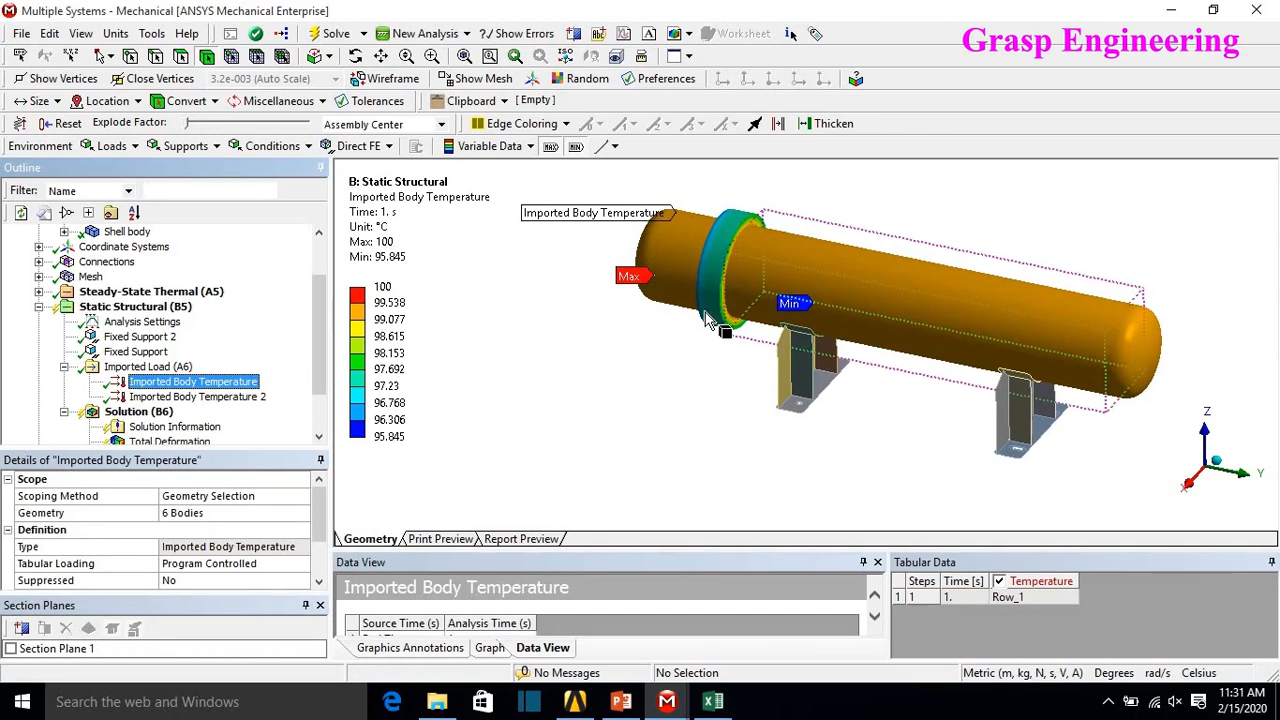 Multiple Systems - Mechanical [ANSYS Mechanical Enterprise]
File Edit View Units Tools Help Solve New Analysis ?/ Show Errors Worksheet
Grasp Engineering
Show Vertices Close Vertices 3.2e-003 (Auto Scale) Wireframe Show Mesh Random Preferences
Size Location Convert Miscellaneous Tolerances Clipboard [ Empty ]
Reset Explode Factor: Assembly Center Edge Coloring Thicken
Environment Loads Supports Conditions Direct FE Variable Data MAX MIN
Outline
Filter: Name
Shell body
Coordinate Systems
Connections
Mesh
Steady-State Thermal (A5)
Static Structural (B5)
Analysis Settings
Fixed Support 2
Fixed Support
Imported Load (A6)
Imported Body Temperature
Imported Body Temperature 2
Solution (B6)
Solution Information
Total Deformation
Details of "Imported Body Temperature"
Scope
Scoping Method Geometry Selection
Geometry 6 Bodies
Definition
Type Imported Body Temperature
Tabular Loading Program Controlled
Suppressed No
Section Planes
Section Plane 1
B: Static Structural
Imported Body Temperature
Time: 1. s
Unit: °C
Max: 100
Min: 95.845
100
99.538
99.077
98.615
98.153
97.692
97.23
96.768
96.306
95.845
Imported Body Temperature
Max
Min
Z
Y
X
Geometry Print Preview Report Preview
Data View
Imported Body Temperature
Source Time (s) Analysis Time (s)
Graphics Annotations Graph Data View
Tabular Data
Steps Time [s] Temperature
1 1 1. Row_1
No Messages No Selection Metric (m, kg, N, s, V, A) Degrees rad/s Celsius
Search the web and Windows
11:31 AM
2/15/2020